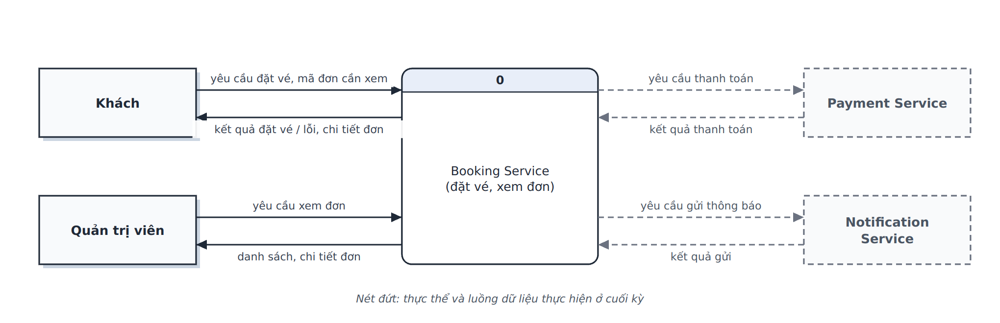 yêu cầu đặt vé, mã đơn cần xem
0
yêu cầu thanh toán
Khách
Payment Service
kết quả đặt vé / lỗi, chi tiết đơn
kết quả thanh toán
Booking Service
(đặt vé, xem đơn)
yêu cầu xem đơn
yêu cầu gửi thông báo
Quản trị viên
Notification
Service
danh sách, chi tiết đơn
kết quả gửi
Nét đứt: thực thể và luồng dữ liệu thực hiện ở cuối kỳ